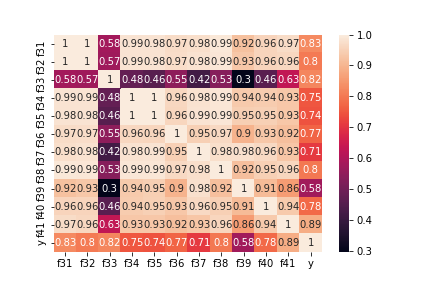 f31 1 1 0.58 0.99 0.98 0.97 0.98 0.99 0.92 0.96 0.97 0.83
f32 1 1 0.57 0.99 0.98 0.97 0.98 0.99 0.93 0.96 0.96 0.8
f33 0.58 0.57 1 0.48 0.46 0.55 0.42 0.53 0.3 0.46 0.63 0.82
f34 0.99 0.99 0.48 1 1 0.96 0.98 0.99 0.94 0.94 0.93 0.75
f35 0.98 0.98 0.46 1 1 0.96 0.99 0.99 0.95 0.95 0.93 0.74
f36 0.97 0.97 0.55 0.96 0.96 1 0.95 0.97 0.9 0.93 0.92 0.77
f37 0.98 0.98 0.42 0.98 0.99 0.95 1 0.98 0.98 0.96 0.93 0.71
f38 0.99 0.99 0.53 0.99 0.99 0.97 0.98 1 0.92 0.95 0.96 0.8
f39 0.92 0.93 0.3 0.94 0.95 0.9 0.98 0.92 1 0.91 0.86 0.58
f40 0.96 0.96 0.46 0.94 0.95 0.93 0.96 0.95 0.91 1 0.94 0.78
f41 0.97 0.96 0.63 0.93 0.93 0.92 0.93 0.96 0.86 0.94 1 0.89
y 0.83 0.8 0.82 0.75 0.74 0.77 0.71 0.8 0.58 0.78 0.89 1
f31 f32 f33 f34 f35 f36 f37 f38 f39 f40 f41 y
1.0
0.9
0.8
0.7
0.6
0.5
0.4
0.3